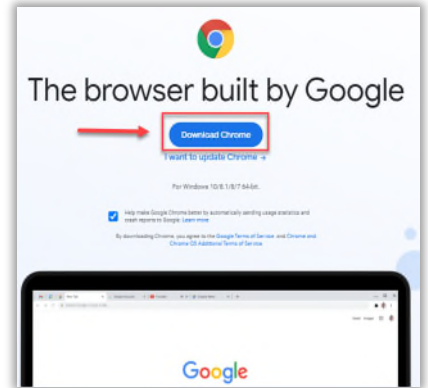 The browser built by Google
Download Chrome
I want to update Chrome
For Windows 10/8.1/8/7 64-bit.
Help make Google Chrome better by automatically sending usage statistics and
crash reports to Google. Learn more
By downloading Chrome, you agree to the Google Terms of Service and Chrome and
Chrome OS Additional Terms of Service
New Tab
Google